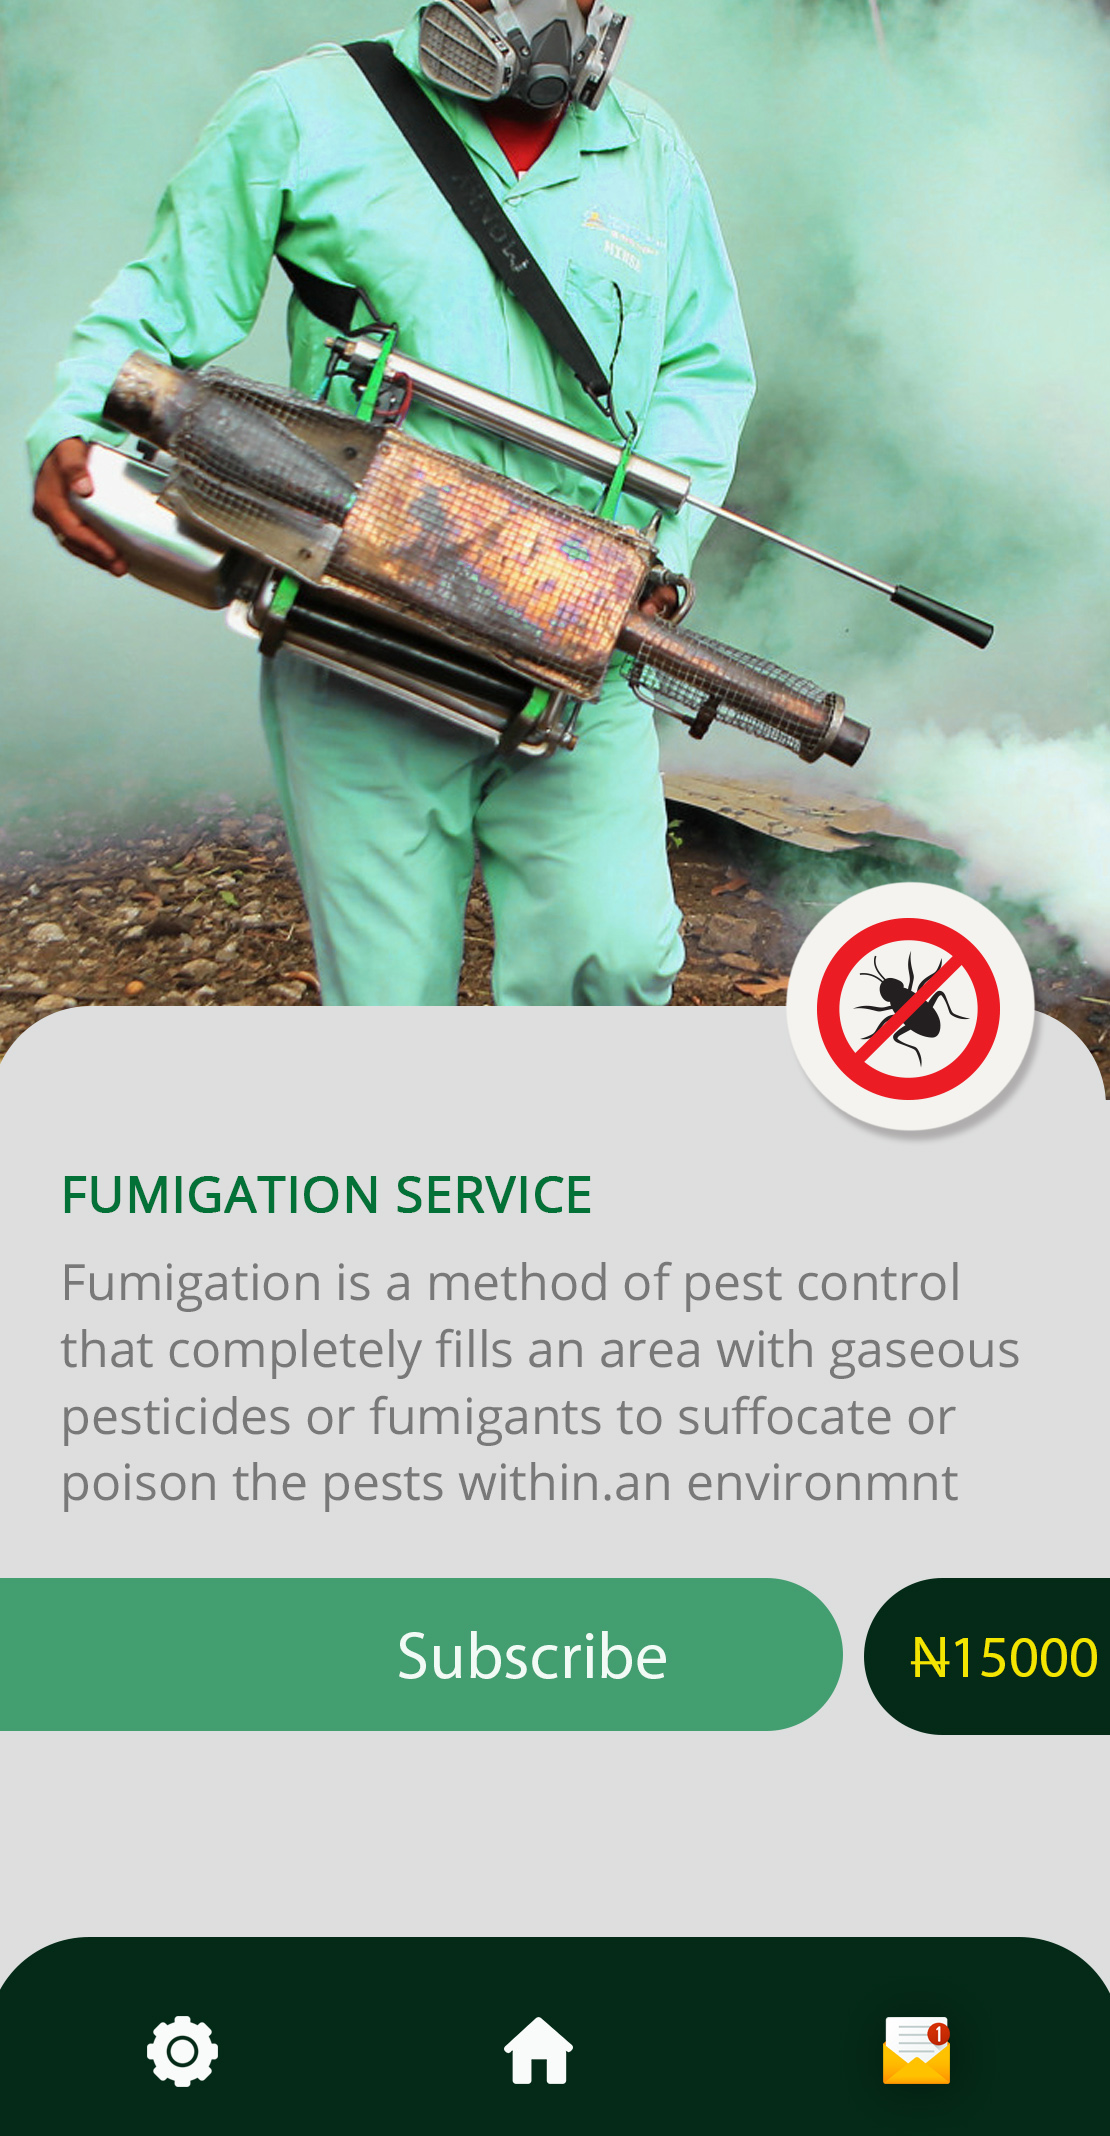 FUMIGATION SERVICE
Fumigation is a method of pest control
that completely fills an area with gaseous
pesticides or fumigants to suffocate or
poison the pests within.an environmnt
Subscribe
₦15000
1